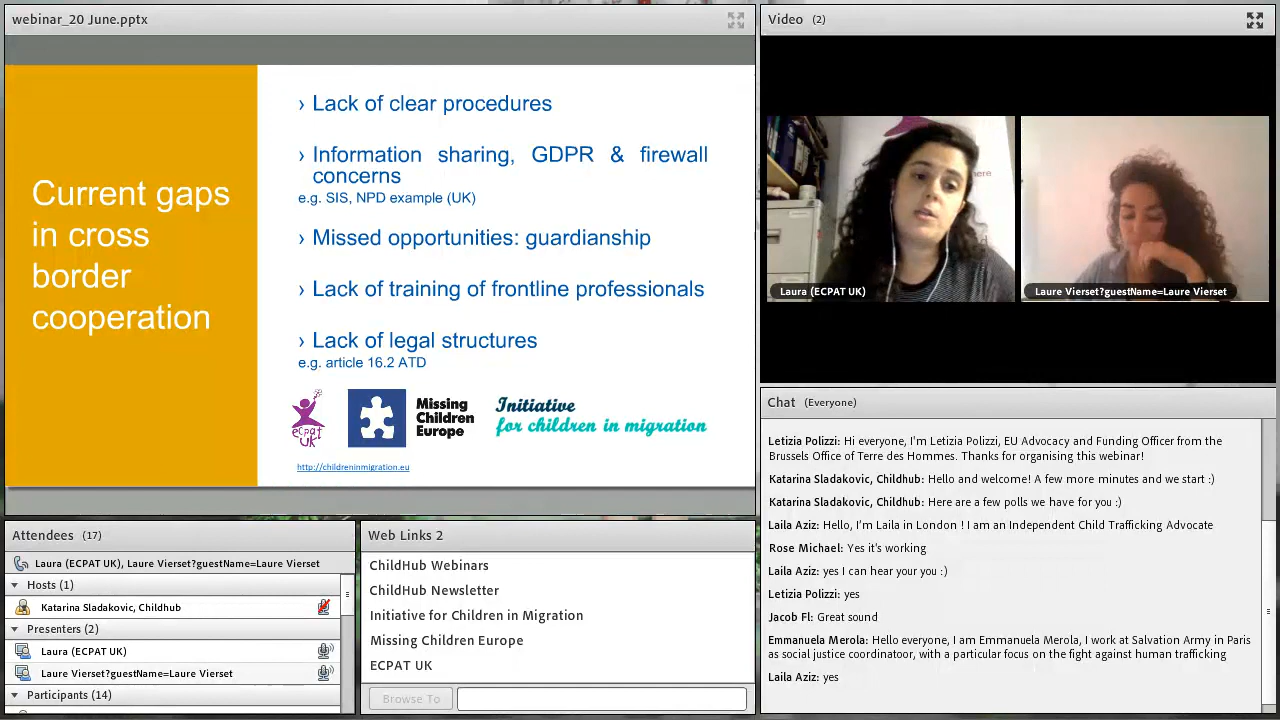 webinar_20 June.pptx
Current gaps
in cross
border
cooperation
› Lack of clear procedures
› Information sharing, GDPR & firewall
concerns
e.g. SIS, NPD example (UK)
› Missed opportunities: guardianship
› Lack of training of frontline professionals
› Lack of legal structures
e.g. article 16.2 ATD
ecpat
UK
Missing
Children
Europe
Initiative
for children in migration
http://childreninmigration.eu
Video (2)
Laura (ECPAT UK)
Laure Vierset?guestName=Laure Vierset
Attendees (17)
Laura (ECPAT UK), Laure Vierset?guestName=Laure Vierset
Hosts (1)
Katarina Sladakovic, Childhub
Presenters (2)
Laura (ECPAT UK)
Laure Vierset?guestName=Laure Vierset
Participants (14)
Web Links 2
ChildHub Webinars
ChildHub Newsletter
Initiative for Children in Migration
Missing Children Europe
ECPAT UK
Browse To
Chat (Everyone)
Letizia Polizzi: Hi everyone, I'm Letizia Polizzi, EU Advocacy and Funding Officer from the
Brussels Office of Terre des Hommes. Thanks for organising this webinar!
Katarina Sladakovic, Childhub: Hello and welcome! A few more minutes and we start :)
Katarina Sladakovic, Childhub: Here are a few polls we have for you :)
Laila Aziz: Hello, I'm Laila in London ! I am an Independent Child Trafficking Advocate
Rose Michael: Yes it's working
Laila Aziz: yes I can hear your you :)
Letizia Polizzi: yes
Jacob Fl: Great sound
Emmanuela Merola: Hello everyone, I am Emmanuela Merola, I work at Salvation Army in Paris
as social justice coordinatoor, with a particular focus on the fight against human trafficking
Laila Aziz: yes